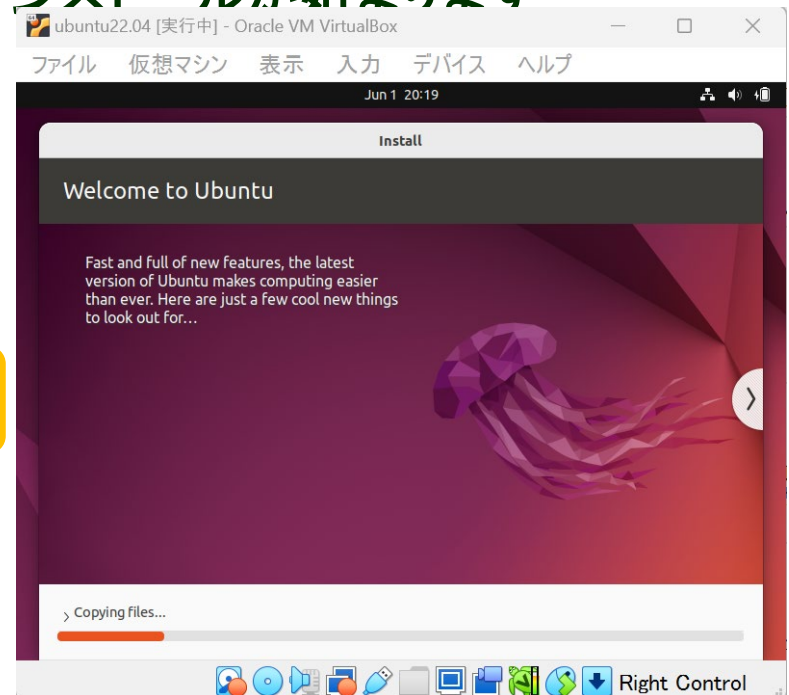 ubuntu22.04 [実行中] - Oracle VM VirtualBox
ファイル 仮想マシン 表示 入力 デバイス ヘルプ
Jun 1 20:19
Install
Welcome to Ubuntu
Fast and full of new features, the latest
version of Ubuntu makes computing easier
than ever. Here are just a few cool new things
to look out for…
Copying files...
Right Control